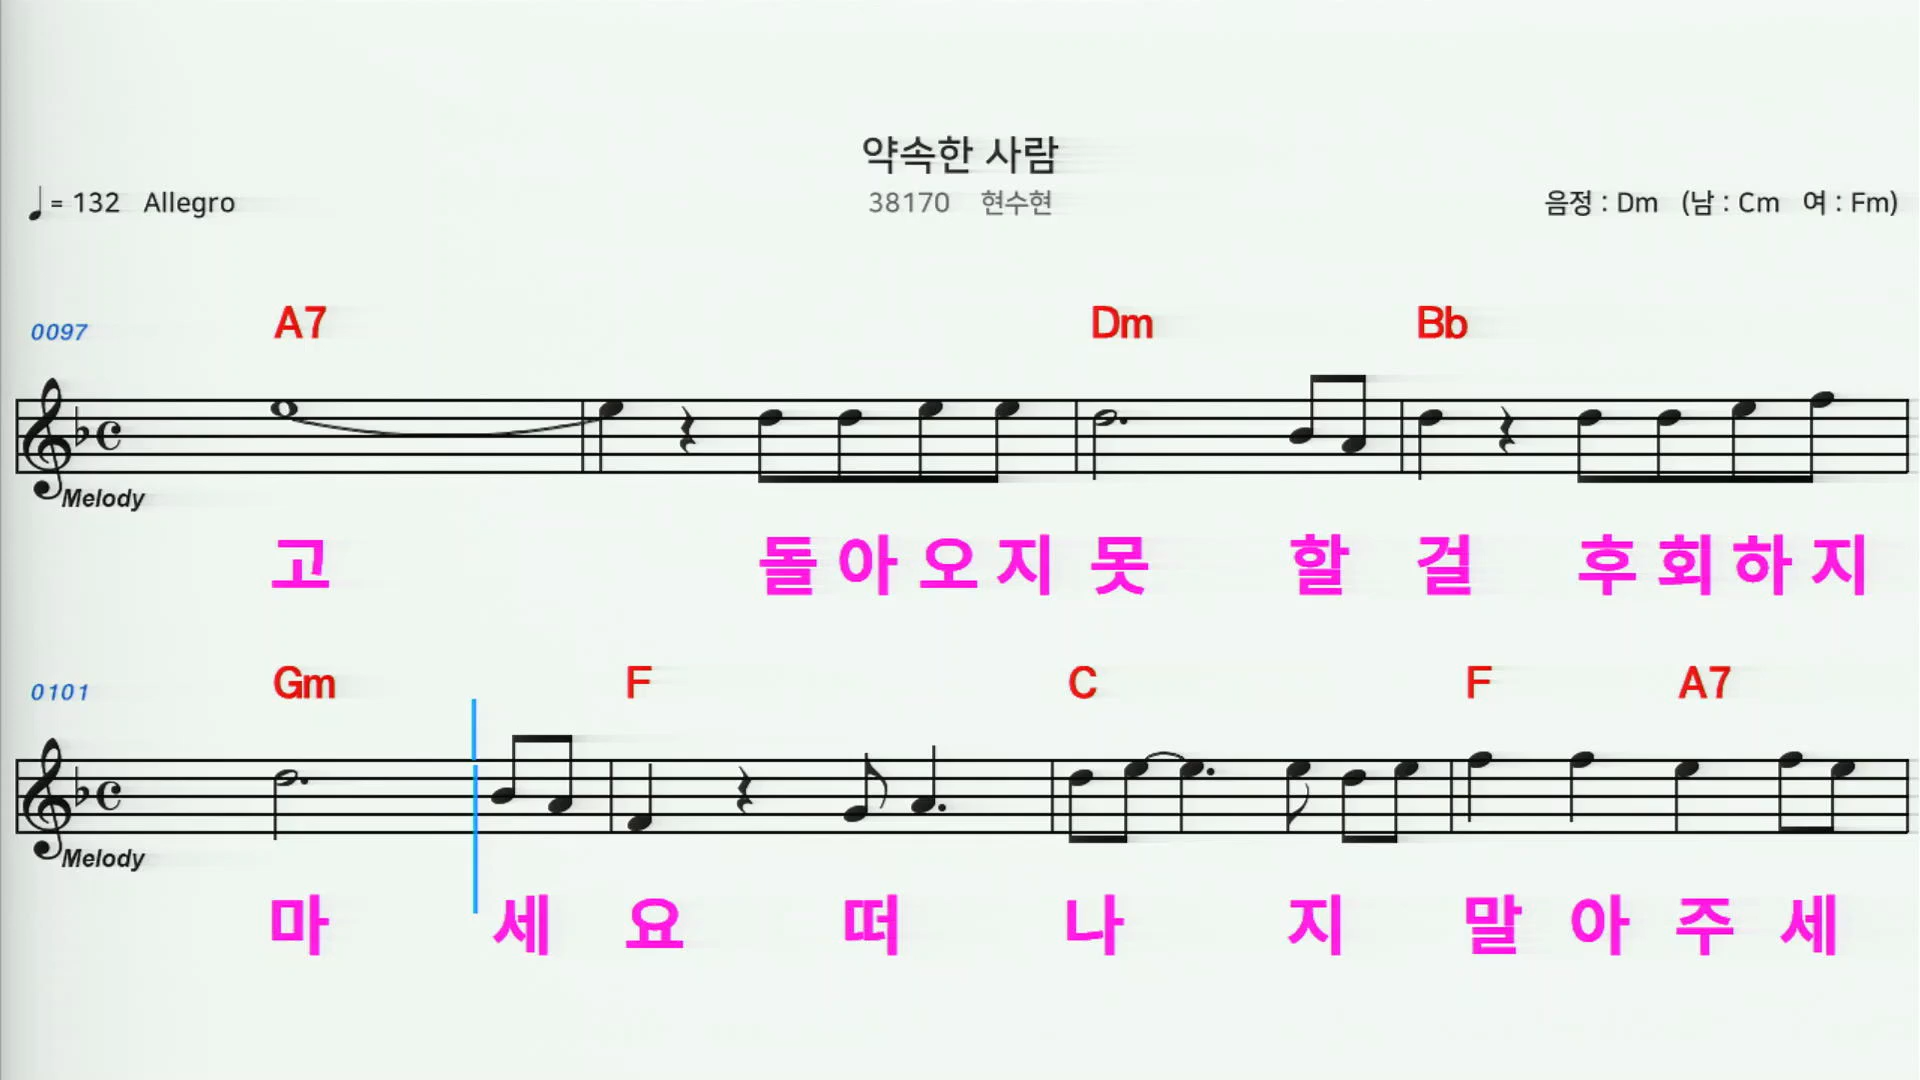 약속한 사람
= 132 Allegro 38170 현수현 음정 : Dm (남 : Cm 여 : Fm)
0097 A7 Dm Bb
Melody
고 돌 아 오 지 못 할 걸 후 회 하 지
0101 Gm F C F A7
Melody
마 세 요 떠 나 지 말 아 주 세